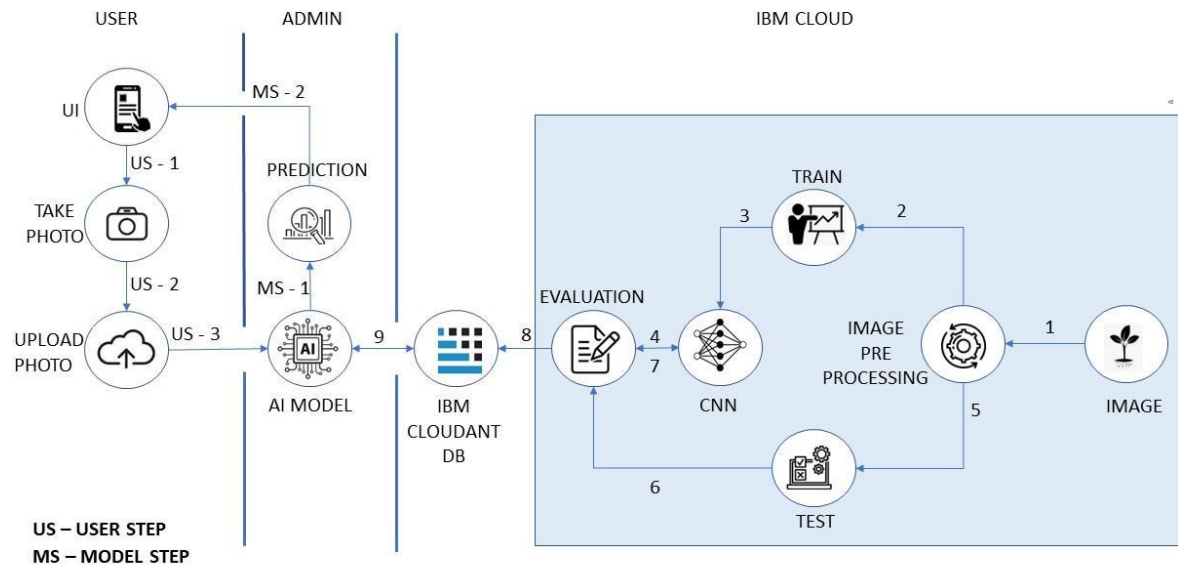 USER
ADMIN
IBM CLOUD
UI
MS - 2
US - 1
PREDICTION
TRAIN
TAKE
PHOTO
3
2
US - 2
MS - 1
EVALUATION
UPLOAD
PHOTO
US - 3
AI
9
8
4
7
IMAGE
PRE
PROCESSING
1
AI MODEL
IBM
CLOUDANT
DB
CNN
5
IMAGE
6
TEST
US – USER STEP
MS – MODEL STEP